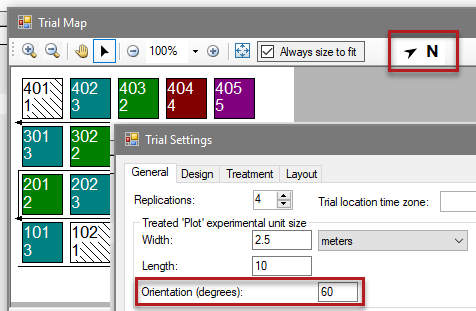 Trial Map
100%
Always size to fit
N
401 402 403 404 405
1 3 2 4 5
301 302
3 2
Trial Settings
General Design Treatment Layout
201 202
2 3
Replications: 4 Trial location time zone:
Treated 'Plot' experimental unit size
Width: 2.5 meters
Length: 10
101 102
3 1
Orientation (degrees): 60